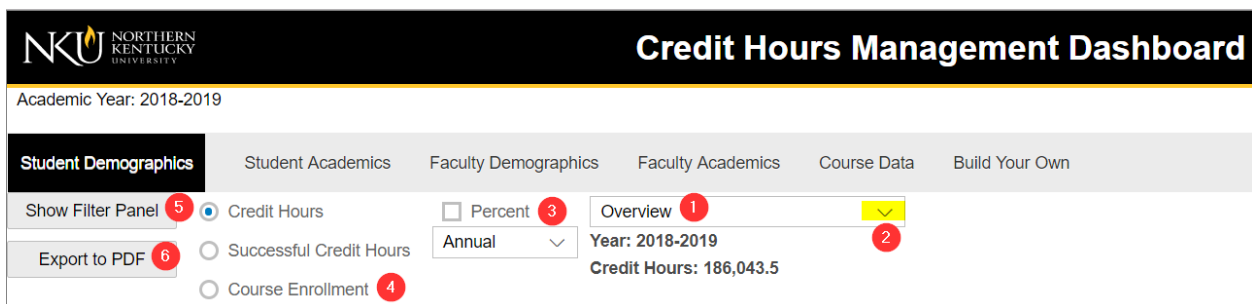 NKU NORTHERN
KENTUCKY
UNIVERSITY
Credit Hours Management Dashboard
Academic Year: 2018-2019
Student Demographics Student Academics Faculty Demographics Faculty Academics Course Data Build Your Own
Show Filter Panel 5 Credit Hours Percent 3 Overview 1
2
Export to PDF 6 Successful Credit Hours Annual Year: 2018-2019
Credit Hours: 186,043.5
Course Enrollment 4